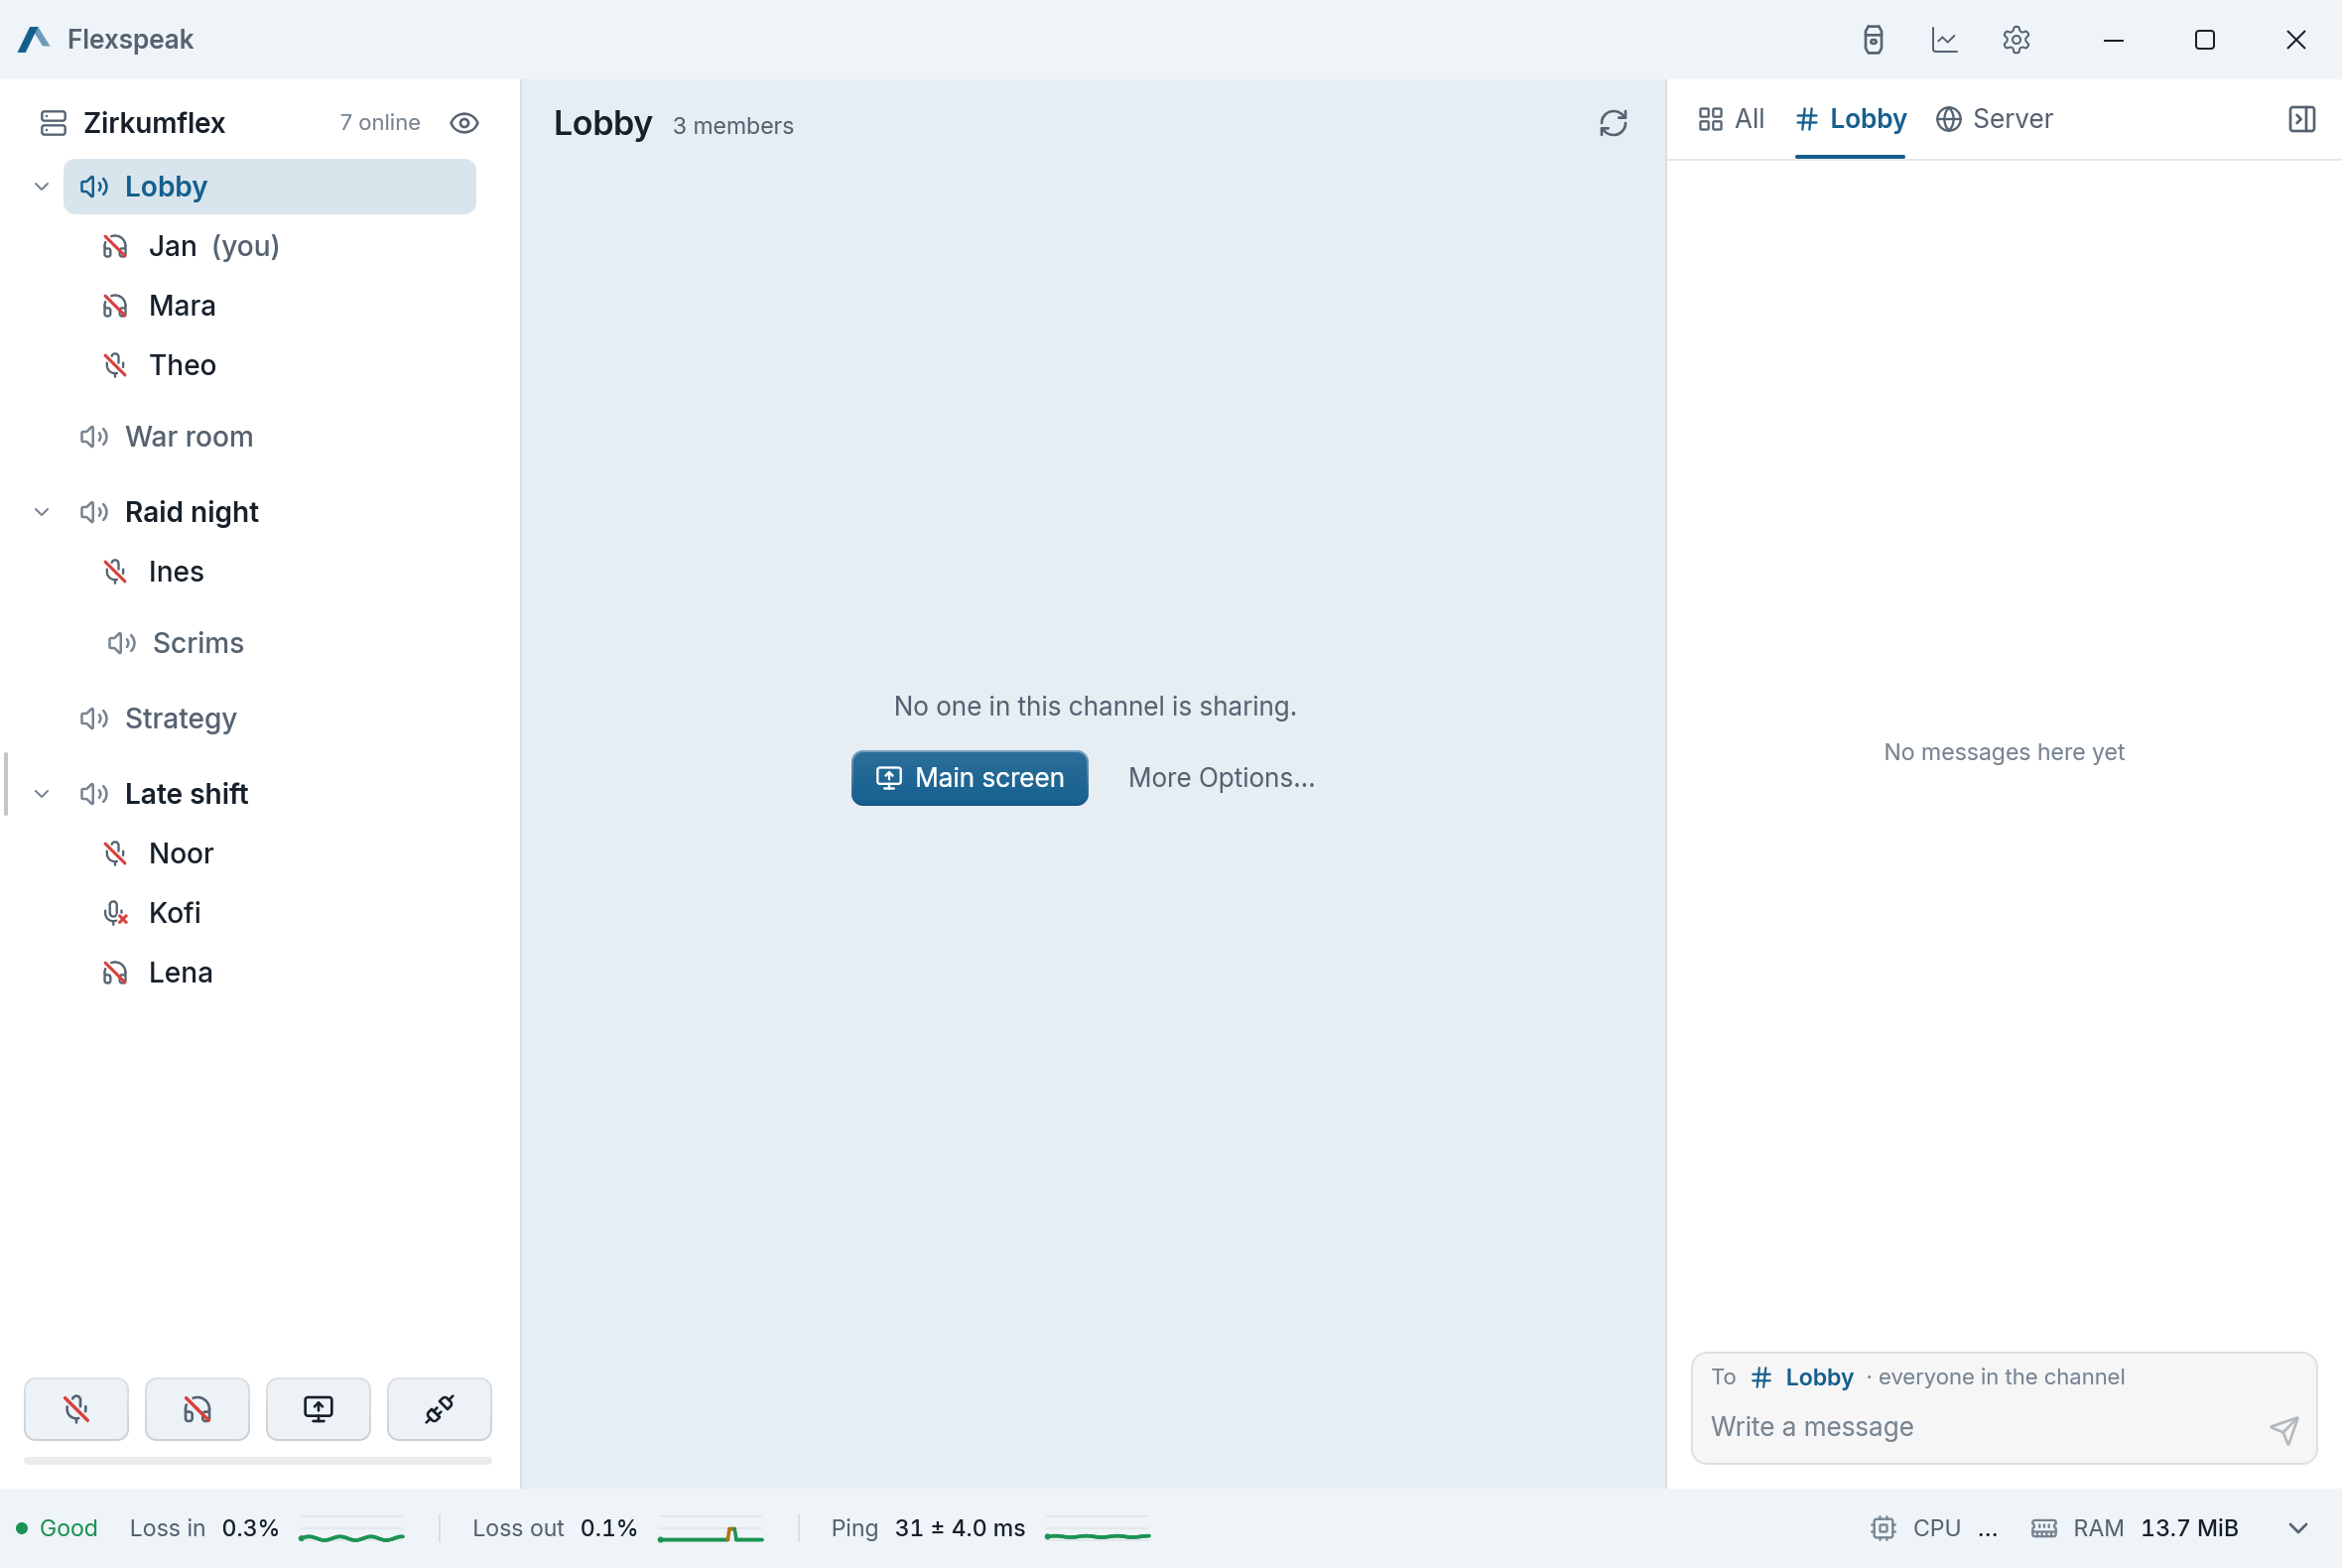 Flexspeak
Zirkumflex 7 online
Lobby
Jan (you)
Mara
Theo
War room
Raid night
Ines
Scrims
Strategy
Late shift
Noor
Kofi
Lena
Lobby 3 members
No one in this channel is sharing.
Main screen More Options...
All # Lobby Server
No messages here yet
To # Lobby · everyone in the channel
Write a message
Good Loss in 0.3% Loss out 0.1% Ping 31 ± 4.0 ms CPU ... RAM 13.7 MiB